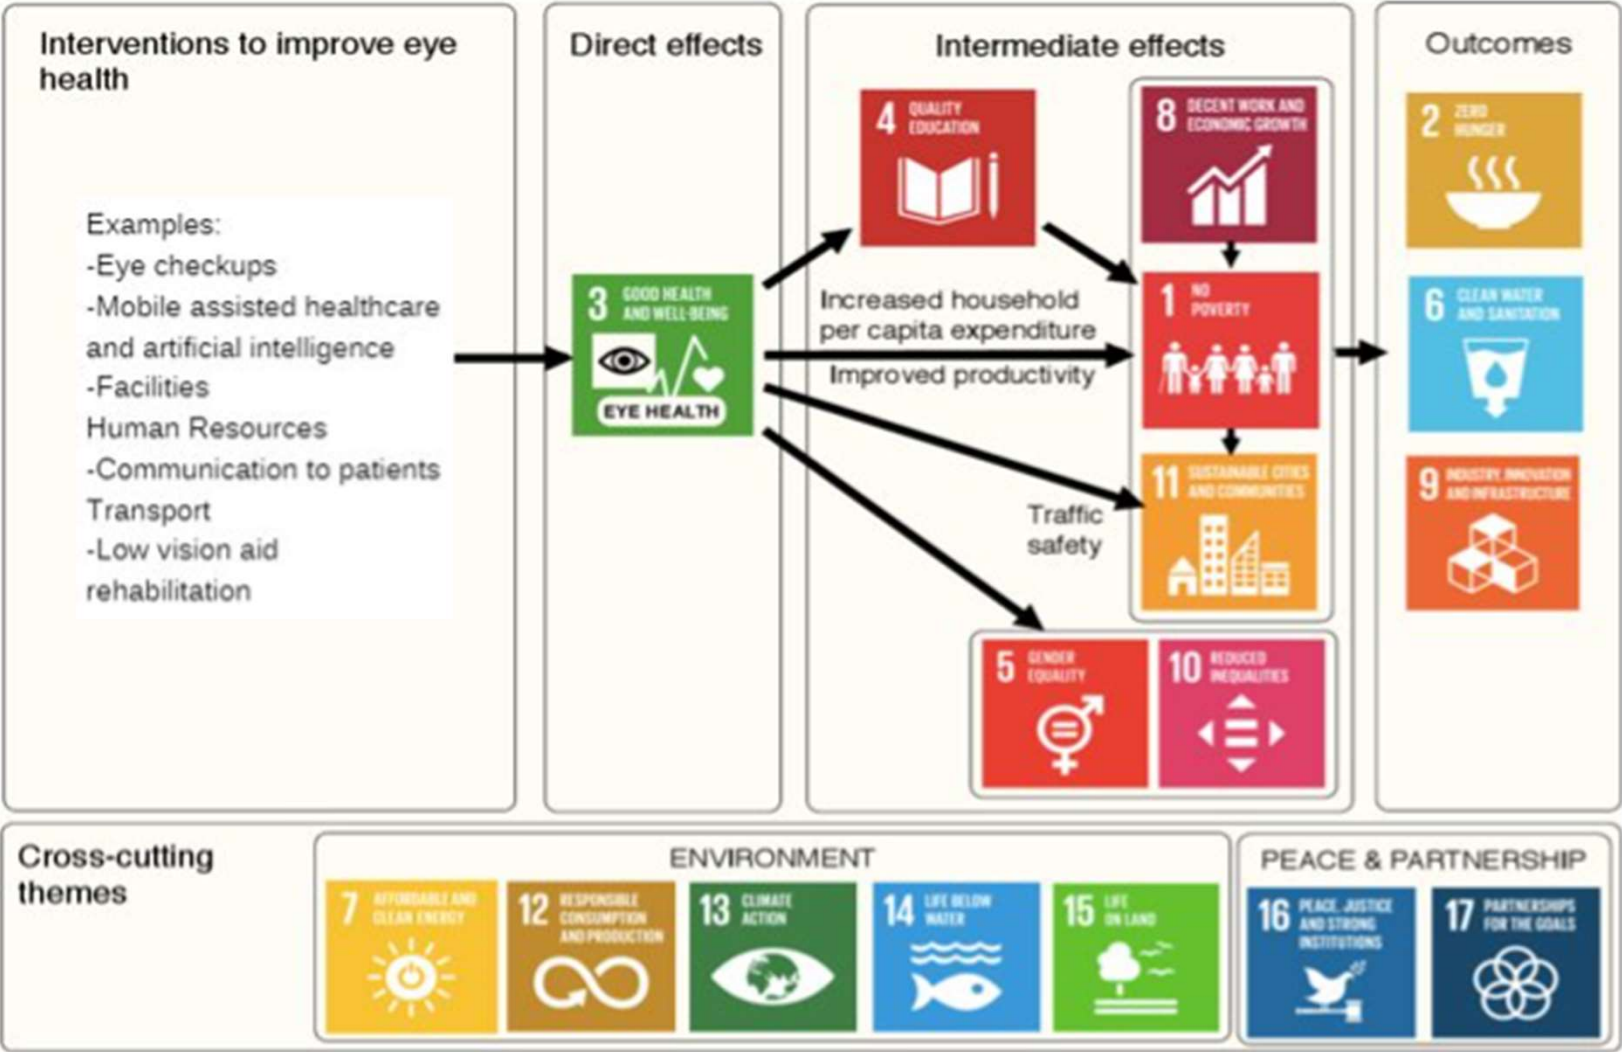 Interventions to improve eye
health
Direct effects
Intermediate effects
Outcomes
Examples:
-Eye checkups
-Mobile assisted healthcare
and artificial intelligence
-Facilities
Human Resources
-Communication to patients
Transport
-Low vision aid
rehabilitation
3 GOOD HEALTH
AND WELL-BEING
EYE HEALTH
4 QUALITY
EDUCATION
Increased household
per capita expenditure
Improved productivity
Traffic
safety
8 DECENT WORK AND
ECONOMIC GROWTH
1 NO
POVERTY
11 SUSTAINABLE CITIES
AND COMMUNITIES
5 GENDER
EQUALITY
10 REDUCED
INEQUALITIES
2 ZERO
HUNGER
6 CLEAN WATER
AND SANITATION
9 INDUSTRY, INNOVATION
AND INFRASTRUCTURE
Cross-cutting
themes
ENVIRONMENT
7 AFFORDABLE AND
CLEAN ENERGY
12 RESPONSIBLE
CONSUMPTION
AND PRODUCTION
13 CLIMATE
ACTION
14 LIFE BELOW
WATER
15 LIFE
ON LAND
PEACE & PARTNERSHIP
16 PEACE, JUSTICE
AND STRONG
INSTITUTIONS
17 PARTNERSHIPS
FOR THE GOALS